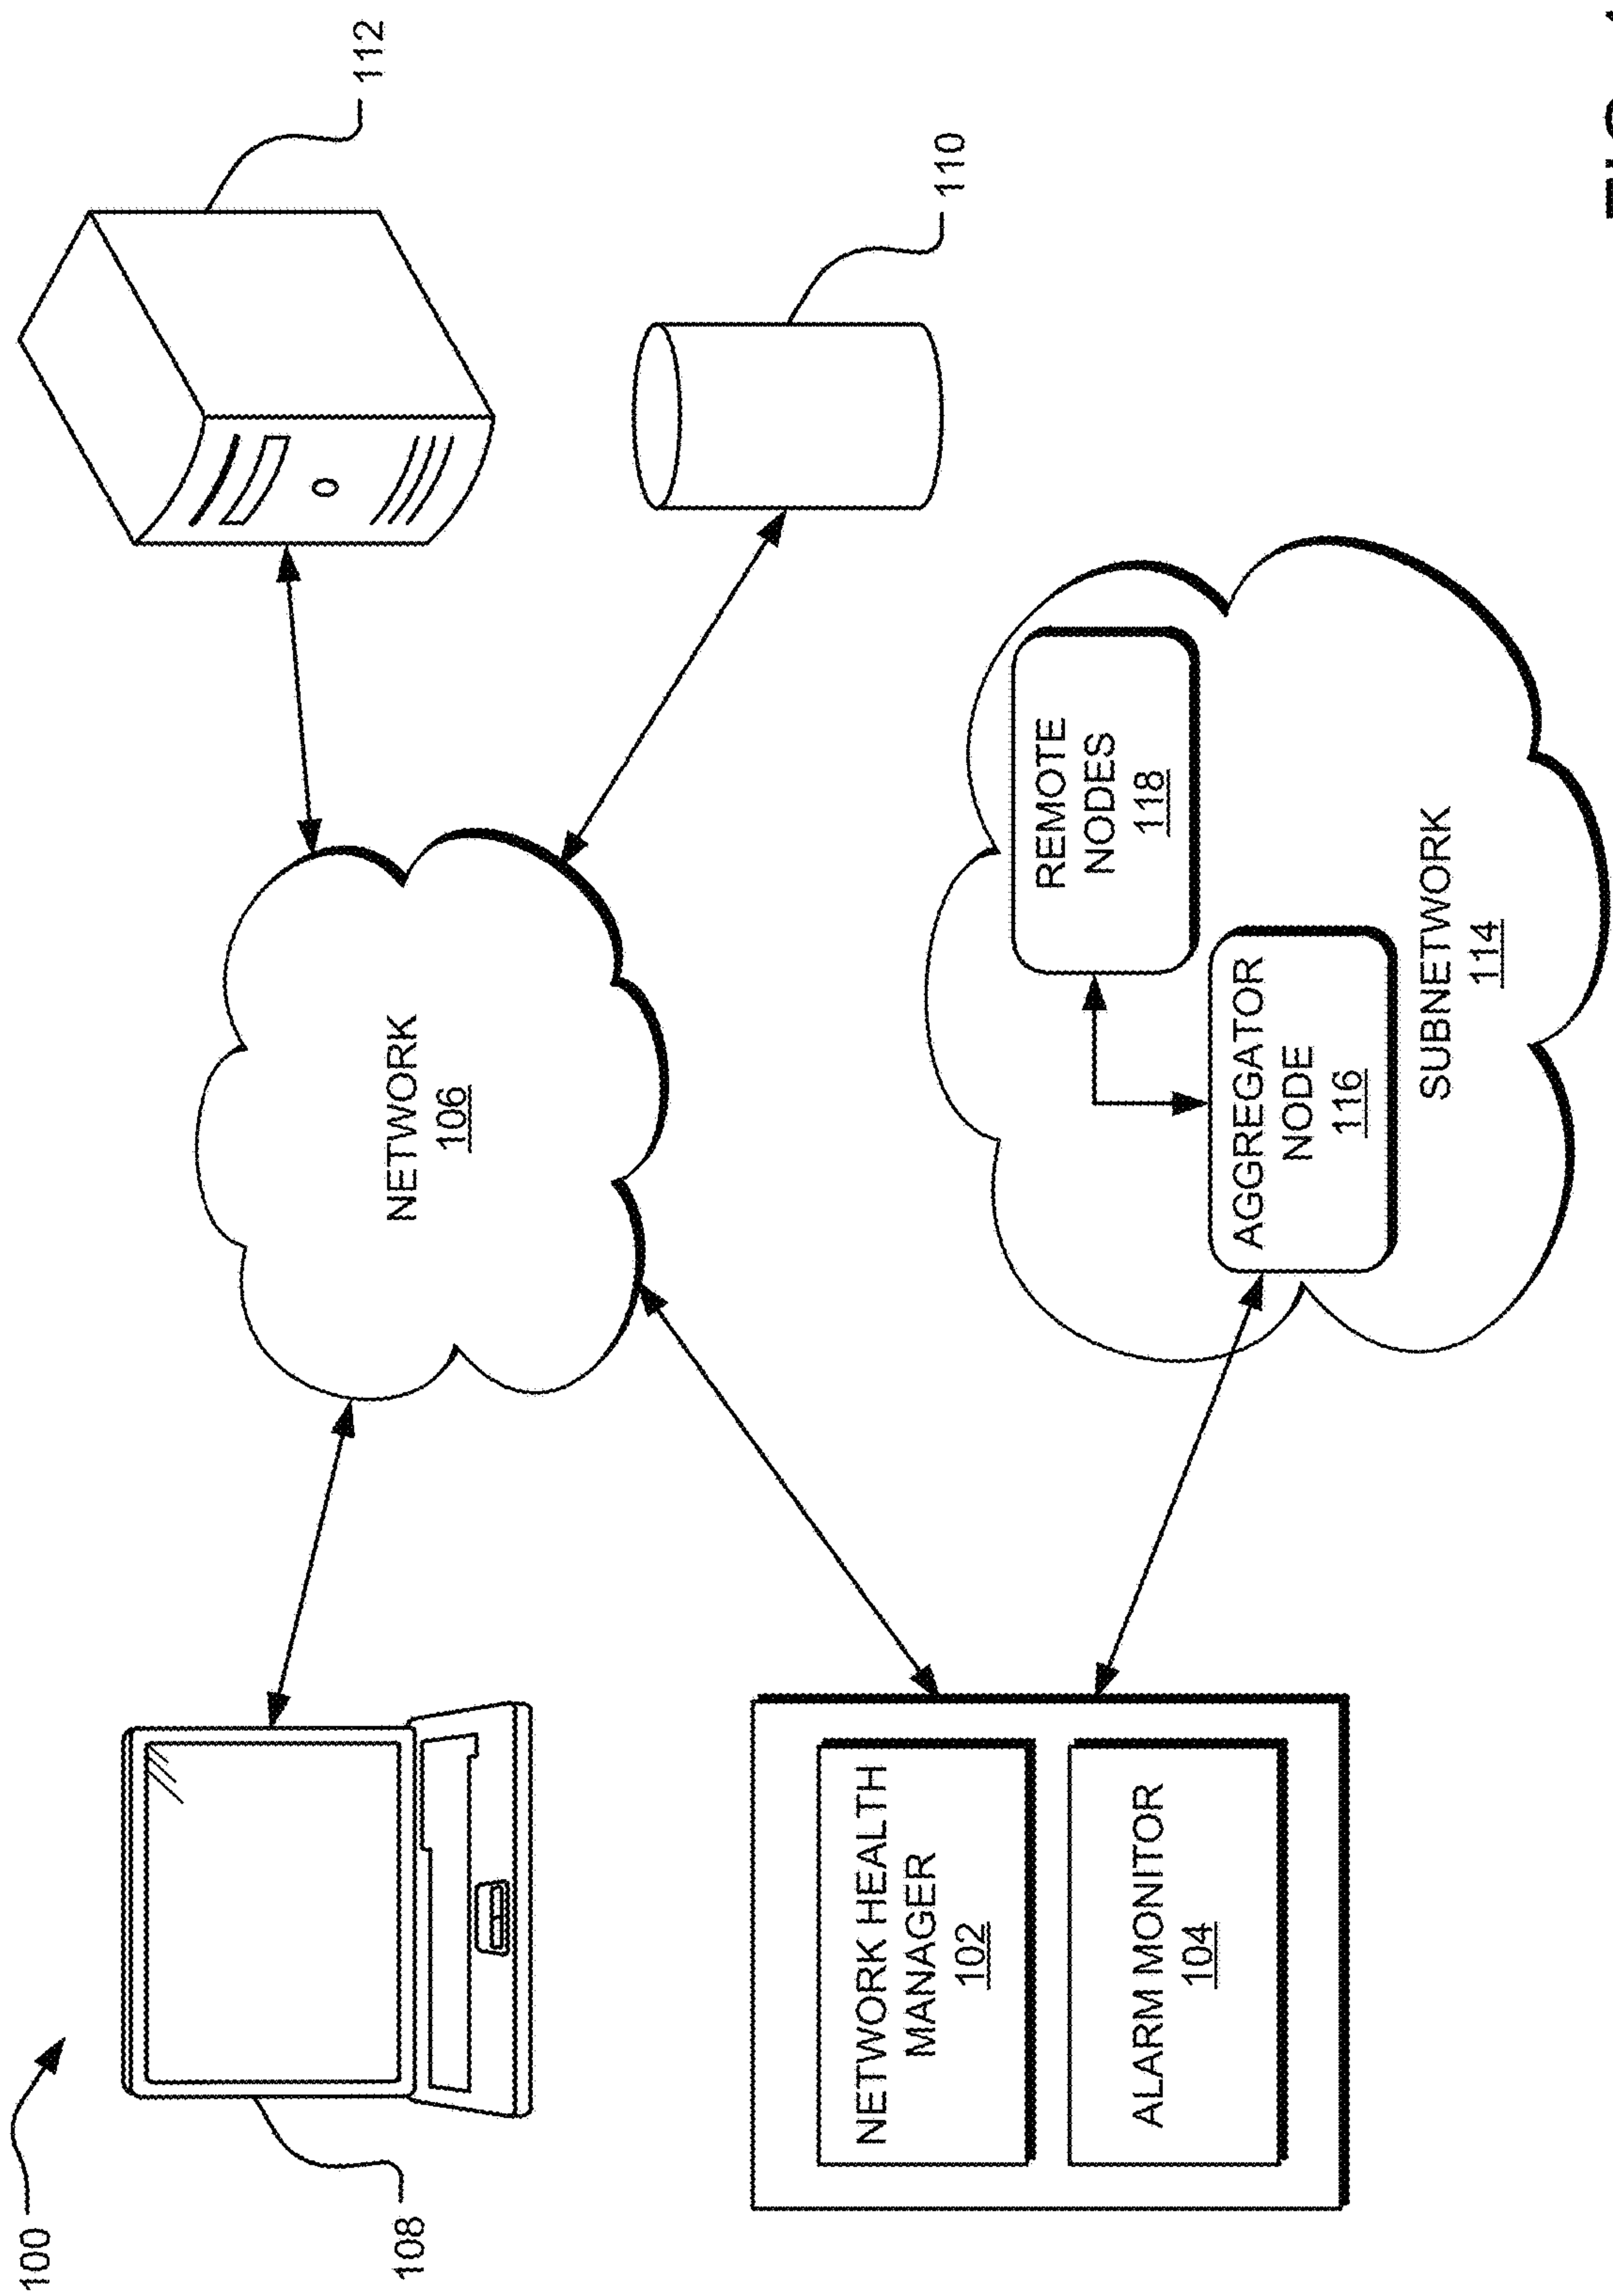 100
112
108
NETWORK
106
110
NETWORK HEALTH
MANAGER
102
REMOTE
NODES
118
ALARM MONITOR
104
AGGREGATOR
NODE
116
SUBNETWORK
114